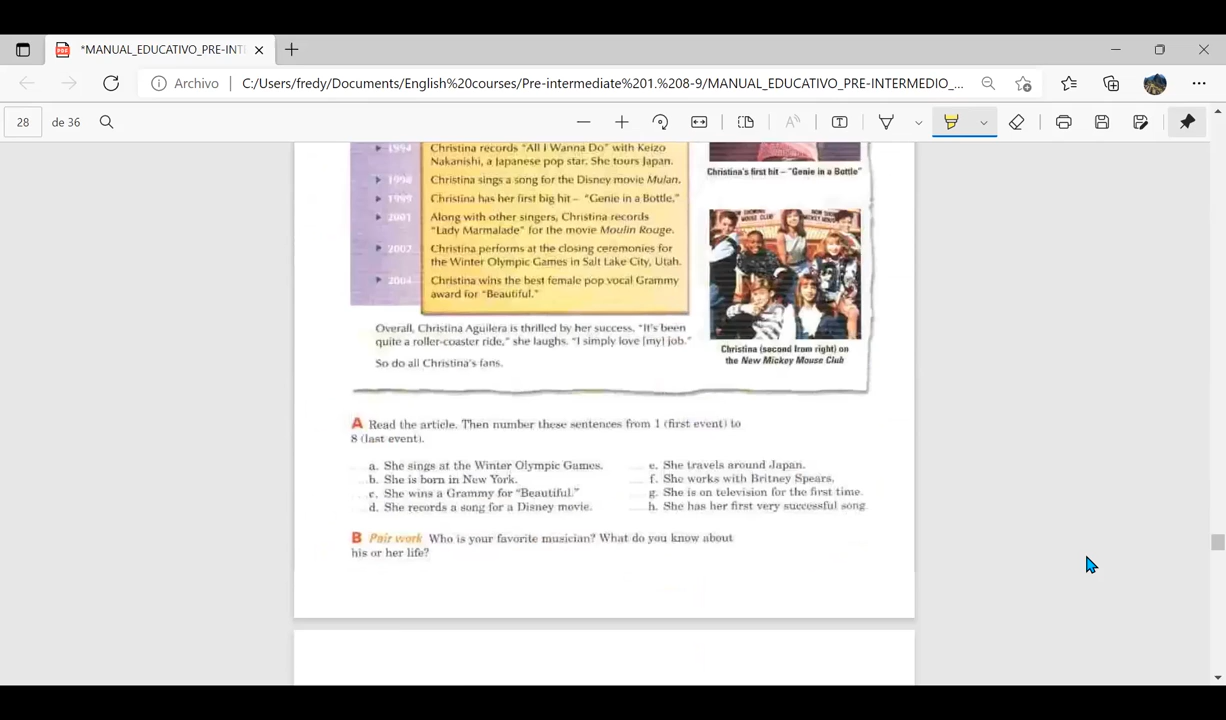 *MANUAL_EDUCATIVO_PRE-INTE
Archivo
C:/Users/fredy/Documents/English%20courses/Pre-intermediate%201.%208-9/MANUAL_EDUCATIVO_PRE-INTERMEDIO_...
28
de 36
1994 Christina records "All I Wanna Do" with Keizo
Nakanishi, a Japanese pop star. She tours Japan.
1998 Christina sings a song for the Disney movie Mulan.
1999 Christina has her first big hit – "Genie in a Bottle."
2001 Along with other singers, Christina records
"Lady Marmalade" for the movie Moulin Rouge.
2002 Christina performs at the closing ceremonies for
the Winter Olympic Games in Salt Lake City, Utah.
2004 Christina wins the best female pop vocal Grammy
award for "Beautiful."
Christina's first hit – "Genie in a Bottle"
Christina (second from right) on
the New Mickey Mouse Club
Overall, Christina Aguilera is thrilled by her success. "It's been
quite a roller-coaster ride," she laughs. "I simply love [my] job."
So do all Christina's fans.
A Read the article. Then number these sentences from 1 (first event) to
8 (last event).
a. She sings at the Winter Olympic Games.
b. She is born in New York.
c. She wins a Grammy for "Beautiful."
d. She records a song for a Disney movie.
e. She travels around Japan.
f. She works with Britney Spears.
g. She is on television for the first time.
h. She has her first very successful song.
B Pair work Who is your favorite musician? What do you know about
his or her life?